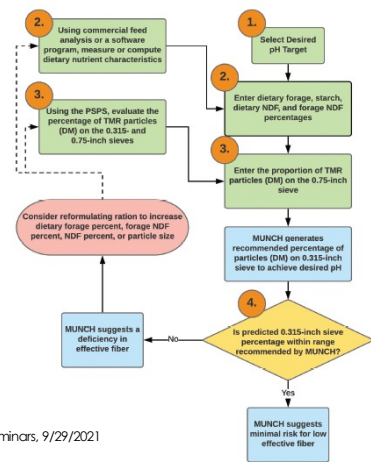 2.
Using commercial feed
analysis or a software
program, measure or compute
dietary nutrient characteristics
1.
Select Desired
pH Target
2.
Enter dietary forage, starch,
dietary NDF, and forage NDF
percentages
3.
Using the PSPS, evaluate the
percentage of TMR particles
(DM) on the 0.315- and
0.75-inch sieves
3.
Enter the proportion of TMR
particles (DM) on the 0.75-inch
sieve
Consider reformulating ration to increase
dietary forage percent, forage NDF
percent, NDF percent, or particle size
MUNCH generates
recommended percentage of
particles (DM) on 0.315-inch
sieve to achieve desired pH
4.
Is predicted 0.315-inch sieve
percentage within range
recommended by MUNCH?
No
MUNCH suggests a
deficiency in
effective fiber
Yes
MUNCH suggests
minimal risk for low
effective fiber
minars, 9/29/2021